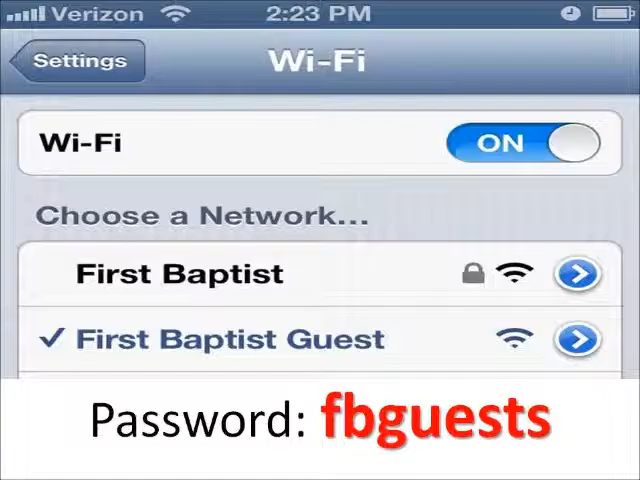 Verizon 2:23 PM
Settings Wi-Fi
Wi-Fi ON
Choose a Network...
First Baptist
First Baptist Guest
Password: fbguests